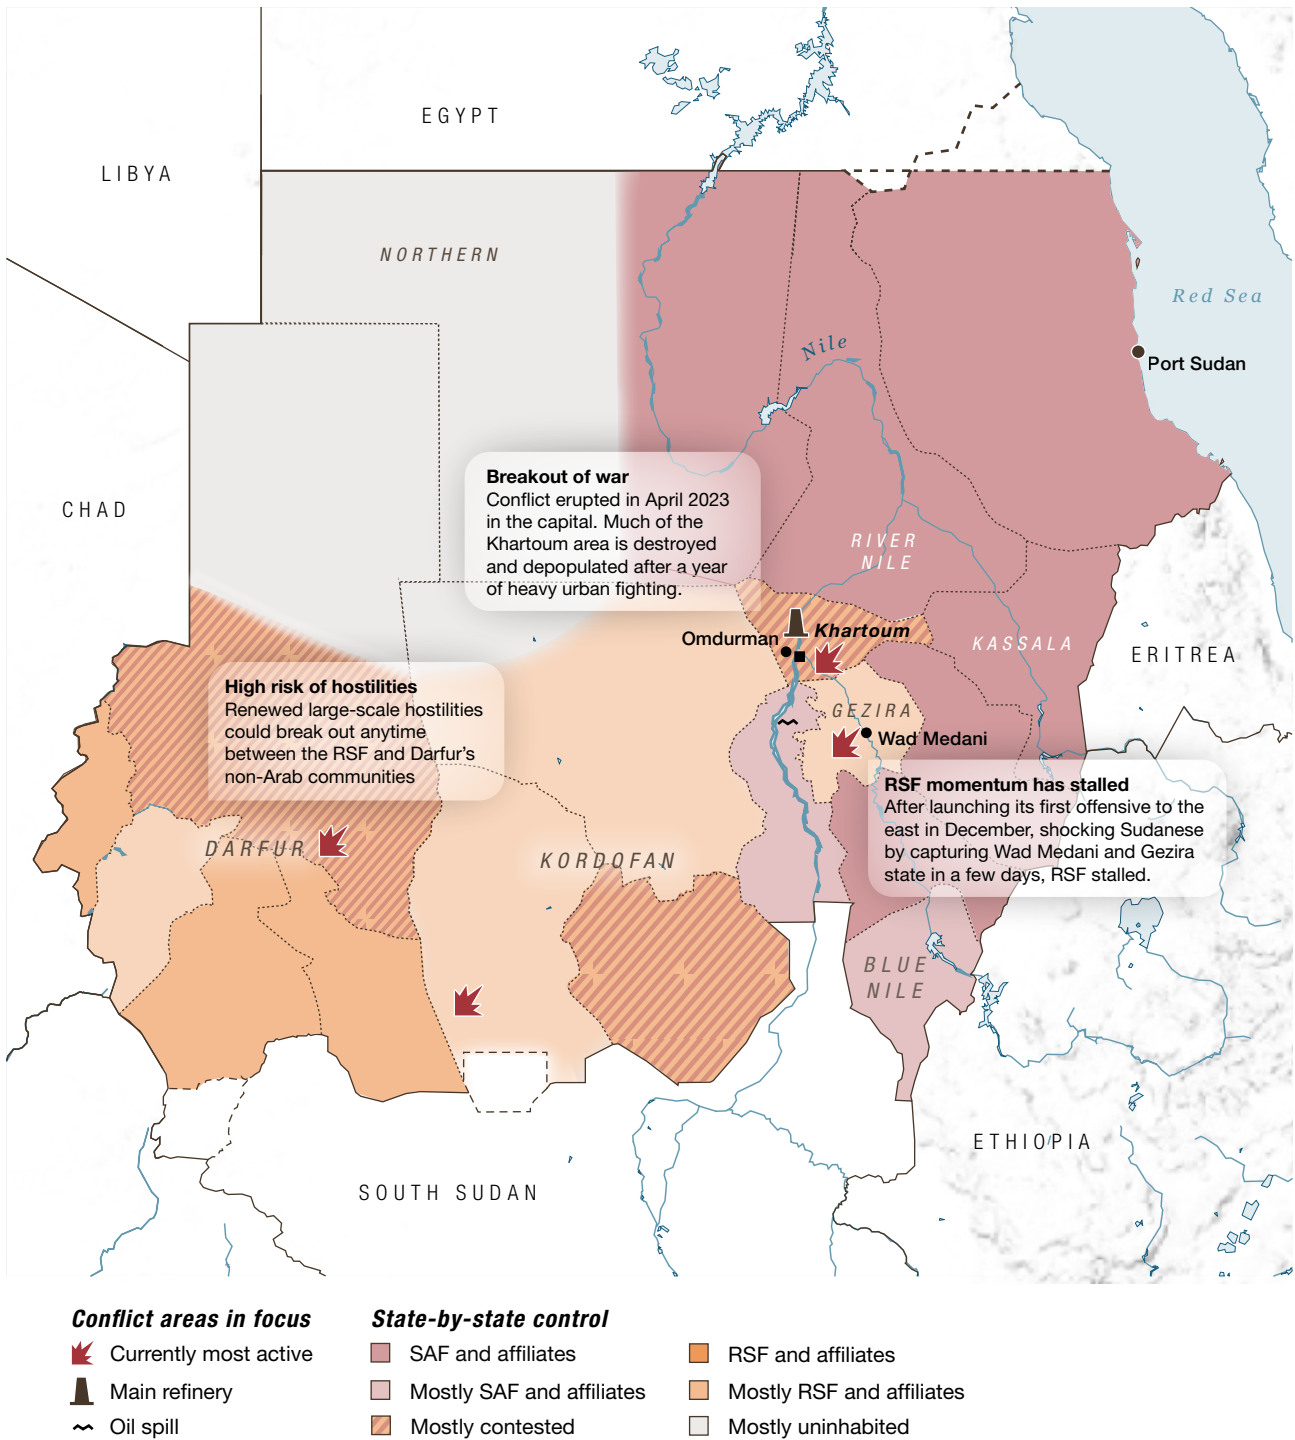 EGYPT
LIBYA
NORTHERN
Red Sea
Nile
Port Sudan
Breakout of war
Conflict erupted in April 2023
in the capital. Much of the
Khartoum area is destroyed
and depopulated after a year
of heavy urban fighting.
CHAD
RIVER
NILE
Omdurman
Khartoum
KASSALA
ERITREA
High risk of hostilities
Renewed large-scale hostilities
could break out anytime
between the RSF and Darfur's
non-Arab communities
GEZIRA
Wad Medani
RSF momentum has stalled
After launching its first offensive to the
east in December, shocking Sudanese
by capturing Wad Medani and Gezira
state in a few days, RSF stalled.
DARFUR
KORDOFAN
BLUE
NILE
ETHIOPIA
SOUTH SUDAN
Conflict areas in focus
Currently most active
Main refinery
Oil spill
State-by-state control
SAF and affiliates
Mostly SAF and affiliates
Mostly contested
RSF and affiliates
Mostly RSF and affiliates
Mostly uninhabited